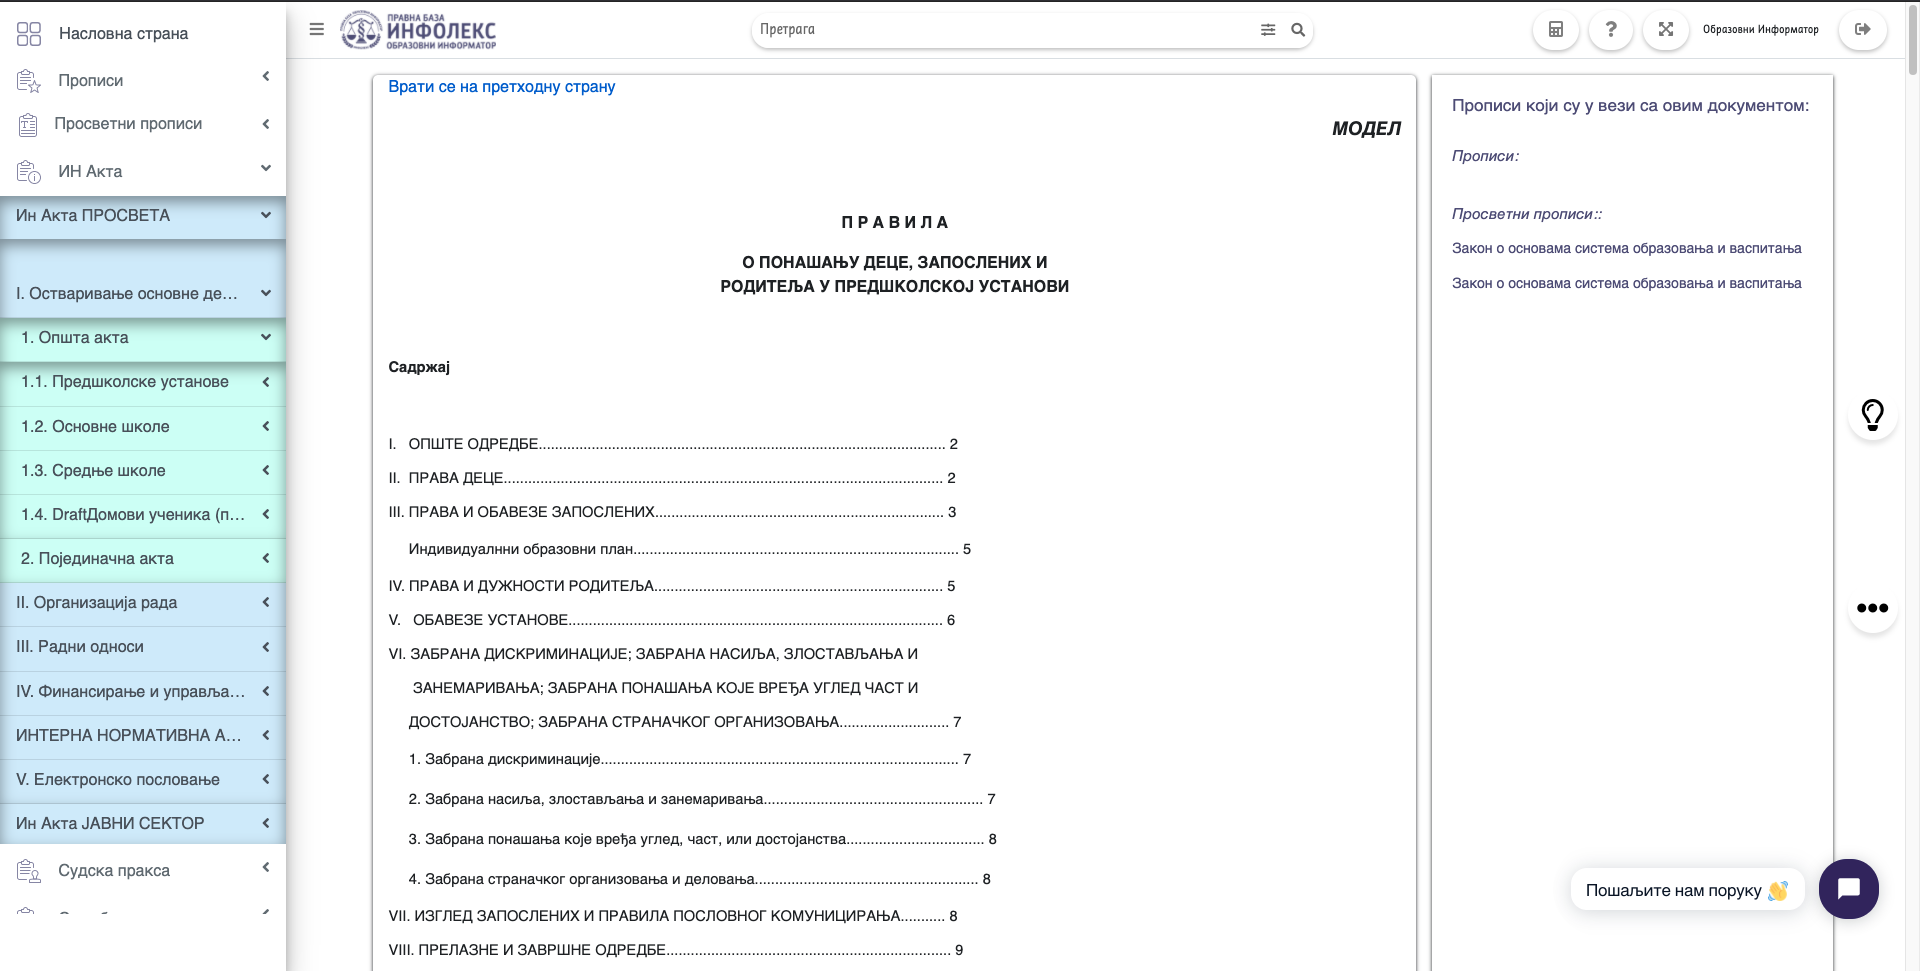 Насловна страна
Прописи
Просветни прописи
ИН Акта
Ин Акта ПРОСВЕТА
I. Остваривање основне де...
1. Општа акта
1.1. Предшколске установе
1.2. Основне школе
1.3. Средње школе
1.4. DraftДомови ученика (п...
2. Појединачна акта
II. Организација рада
III. Радни односи
IV. Финансирање и управља...
ИНТЕРНА НОРМАТИВНА А...
V. Електронско пословање
Ин Акта ЈАВНИ СЕКТОР
Судска пракса
ПРАВНА БАЗА
ИНФОЛЕКС
ОБРАЗОВНИ ИНФОРМАТОР
Претрага
Образовни Информатор
Врати се на претходну страну
МОДЕЛ
П Р А В И Л А
О ПОНАШАЊУ ДЕЦЕ, ЗАПОСЛЕНИХ И
РОДИТЕЉА У ПРЕДШКОЛСКОЈ УСТАНОВИ
Садржај
I. ОПШТЕ ОДРЕДБЕ.................................................................................................... 2
II. ПРАВА ДЕЦЕ............................................................................................................ 2
III. ПРАВА И ОБАВЕЗЕ ЗАПОСЛЕНИХ....................................................................... 3
Индивидуалнни образовни план................................................................................ 5
IV. ПРАВА И ДУЖНОСТИ РОДИТЕЉА....................................................................... 5
V. ОБАВЕЗЕ УСТАНОВЕ............................................................................................ 6
VI. ЗАБРАНА ДИСКРИМИНАЦИЈЕ; ЗАБРАНА НАСИЉА, ЗЛОСТАВЉАЊА И
ЗАНЕМАРИВАЊА; ЗАБРАНА ПОНАШАЊА КОЈЕ ВРЕЂА УГЛЕД ЧАСТ И
ДОСТОЈАНСТВО; ЗАБРАНА СТРАНАЧКОГ ОРГАНИЗОВАЊА........................... 7
1. Забрана дискриминације........................................................................................ 7
2. Забрана насиља, злостављања и занемаривања...................................................... 7
3. Забрана понашања које вређа углед, част, или достојанства.................................. 8
4. Забрана страначког организовања и деловања....................................................... 8
VII. ИЗГЛЕД ЗАПОСЛЕНИХ И ПРАВИЛА ПОСЛОВНОГ КОМУНИЦИРАЊА........... 8
VIII. ПРЕЛАЗНЕ И ЗАВРШНЕ ОДРЕДБЕ...................................................................... 9
Прописи који су у вези са овим документом:
Прописи:
Просветни прописи::
Закон о основама система образовања и васпитања
Закон о основама система образовања и васпитања
Пошаљите нам поруку 👋